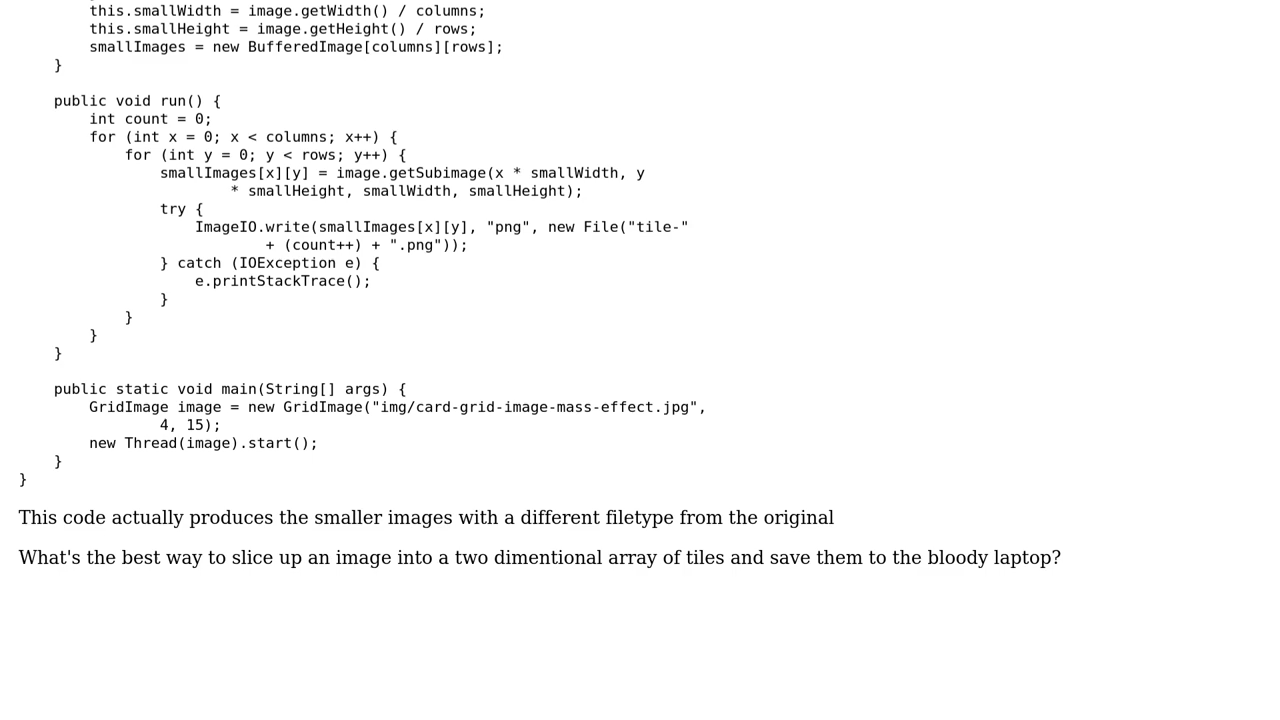 this.smallWidth = image.getWidth() / columns;
        this.smallHeight = image.getHeight() / rows;
        smallImages = new BufferedImage[columns][rows];
    }

    public void run() {
        int count = 0;
        for (int x = 0; x < columns; x++) {
            for (int y = 0; y < rows; y++) {
                smallImages[x][y] = image.getSubimage(x * smallWidth, y
                        * smallHeight, smallWidth, smallHeight);
                try {
                    ImageIO.write(smallImages[x][y], "png", new File("tile-"
                            + (count++) + ".png"));
                } catch (IOException e) {
                    e.printStackTrace();
                }
            }
        }
    }

    public static void main(String[] args) {
        GridImage image = new GridImage("img/card-grid-image-mass-effect.jpg",
                4, 15);
        new Thread(image).start();
    }
}
This code actually produces the smaller images with a different filetype from the original
What's the best way to slice up an image into a two dimentional array of tiles and save them to the bloody laptop?